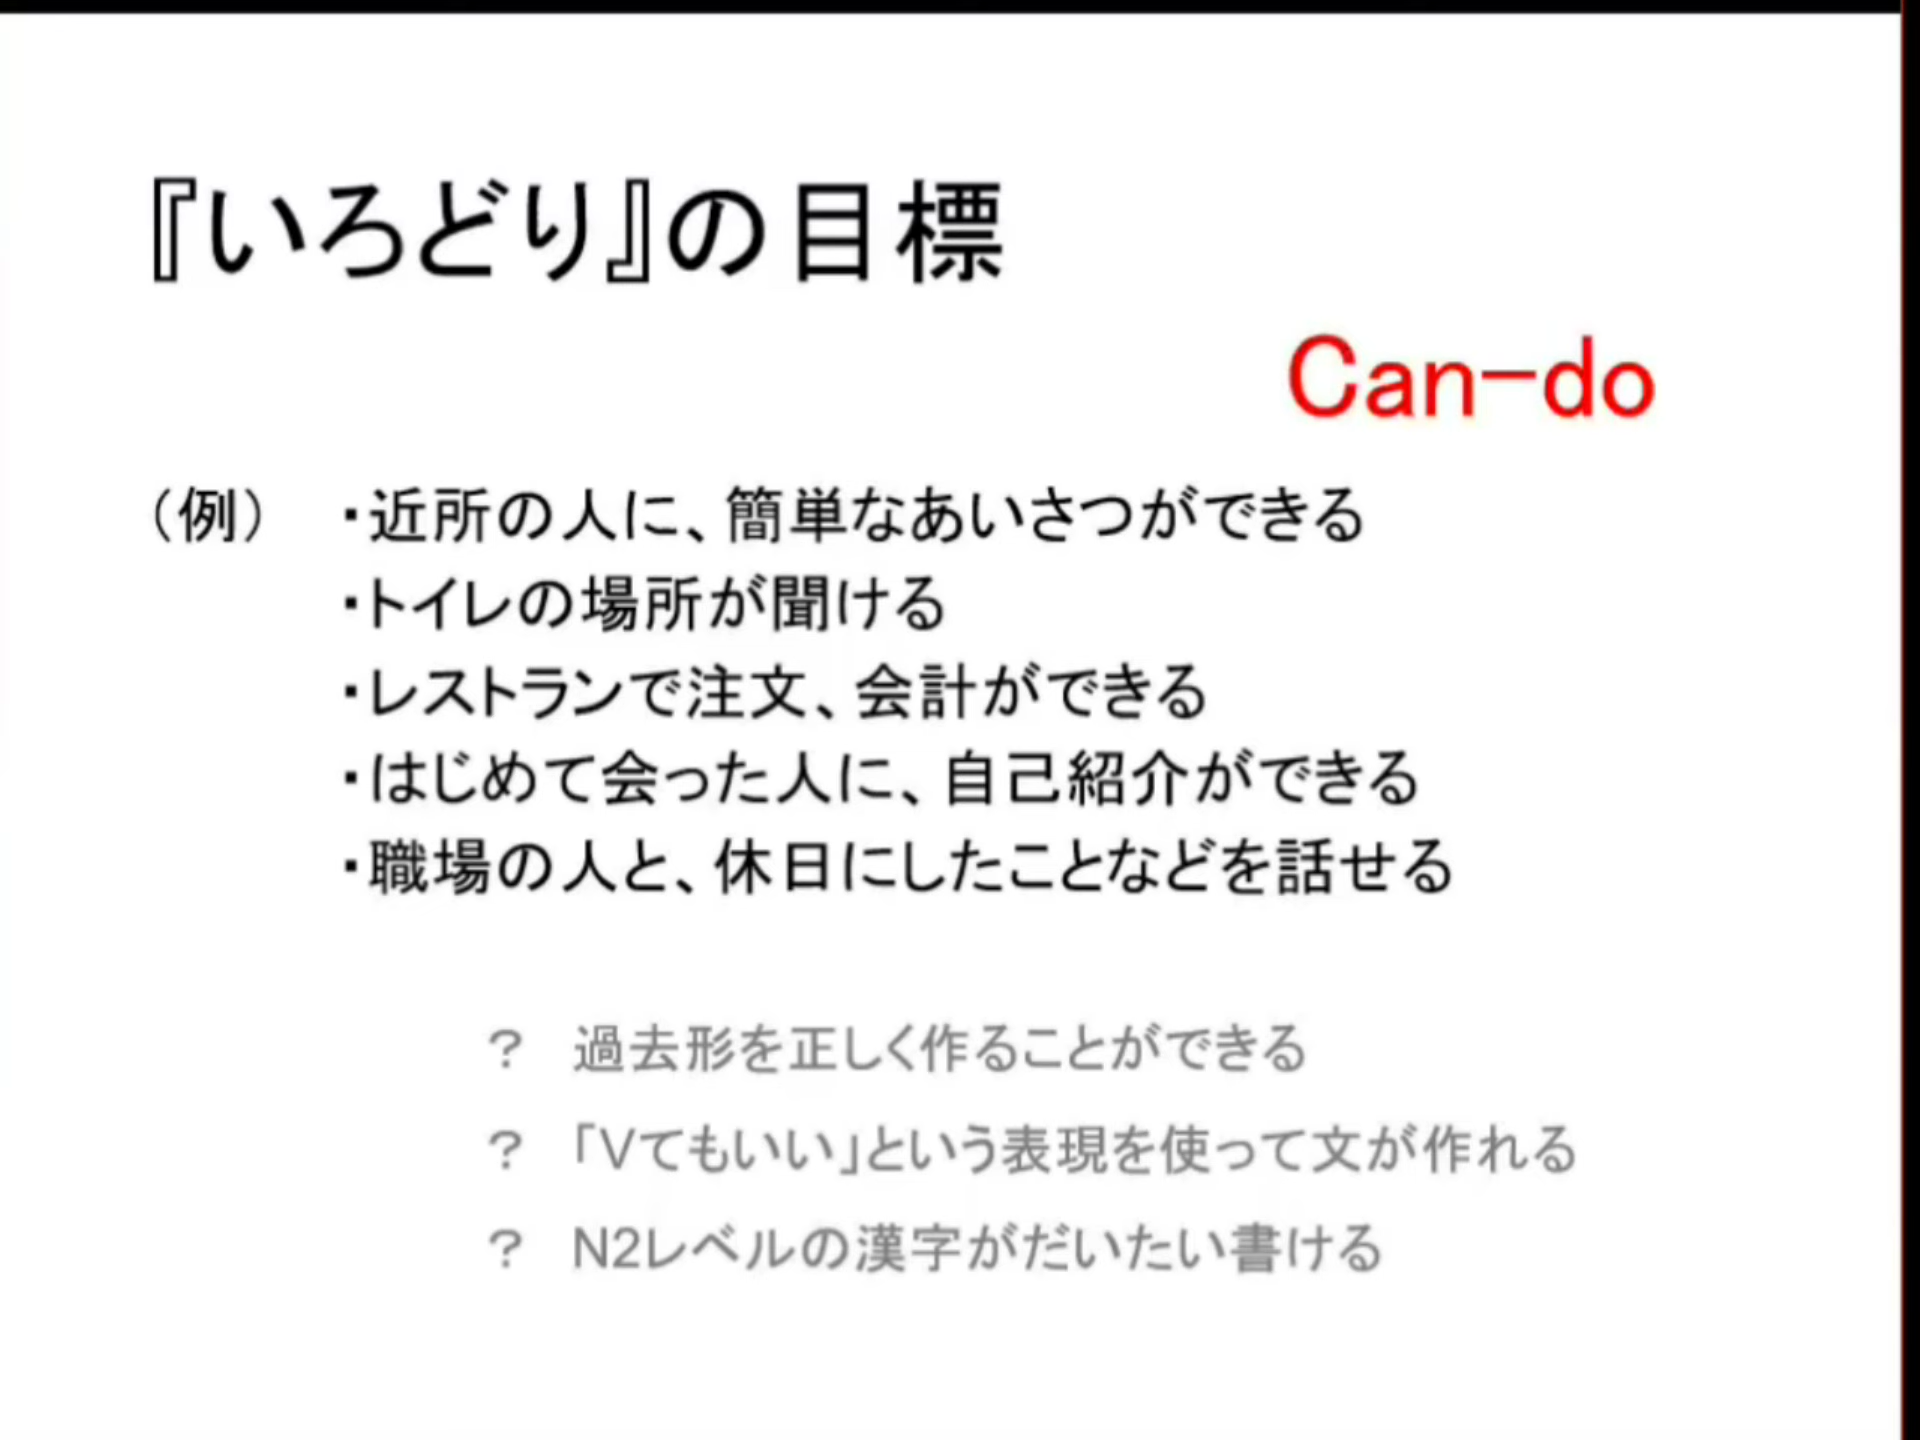 『いろどり』の目標
Can-do
（例）　・近所の人に、簡単なあいさつができる
・トイレの場所が聞ける
・レストランで注文、会計ができる
・はじめて会った人に、自己紹介ができる
・職場の人と、休日にしたことなどを話せる
？　過去形を正しく作ることができる
？　「Vてもいい」という表現を使って文が作れる
？　N2レベルの漢字がだいたい書ける